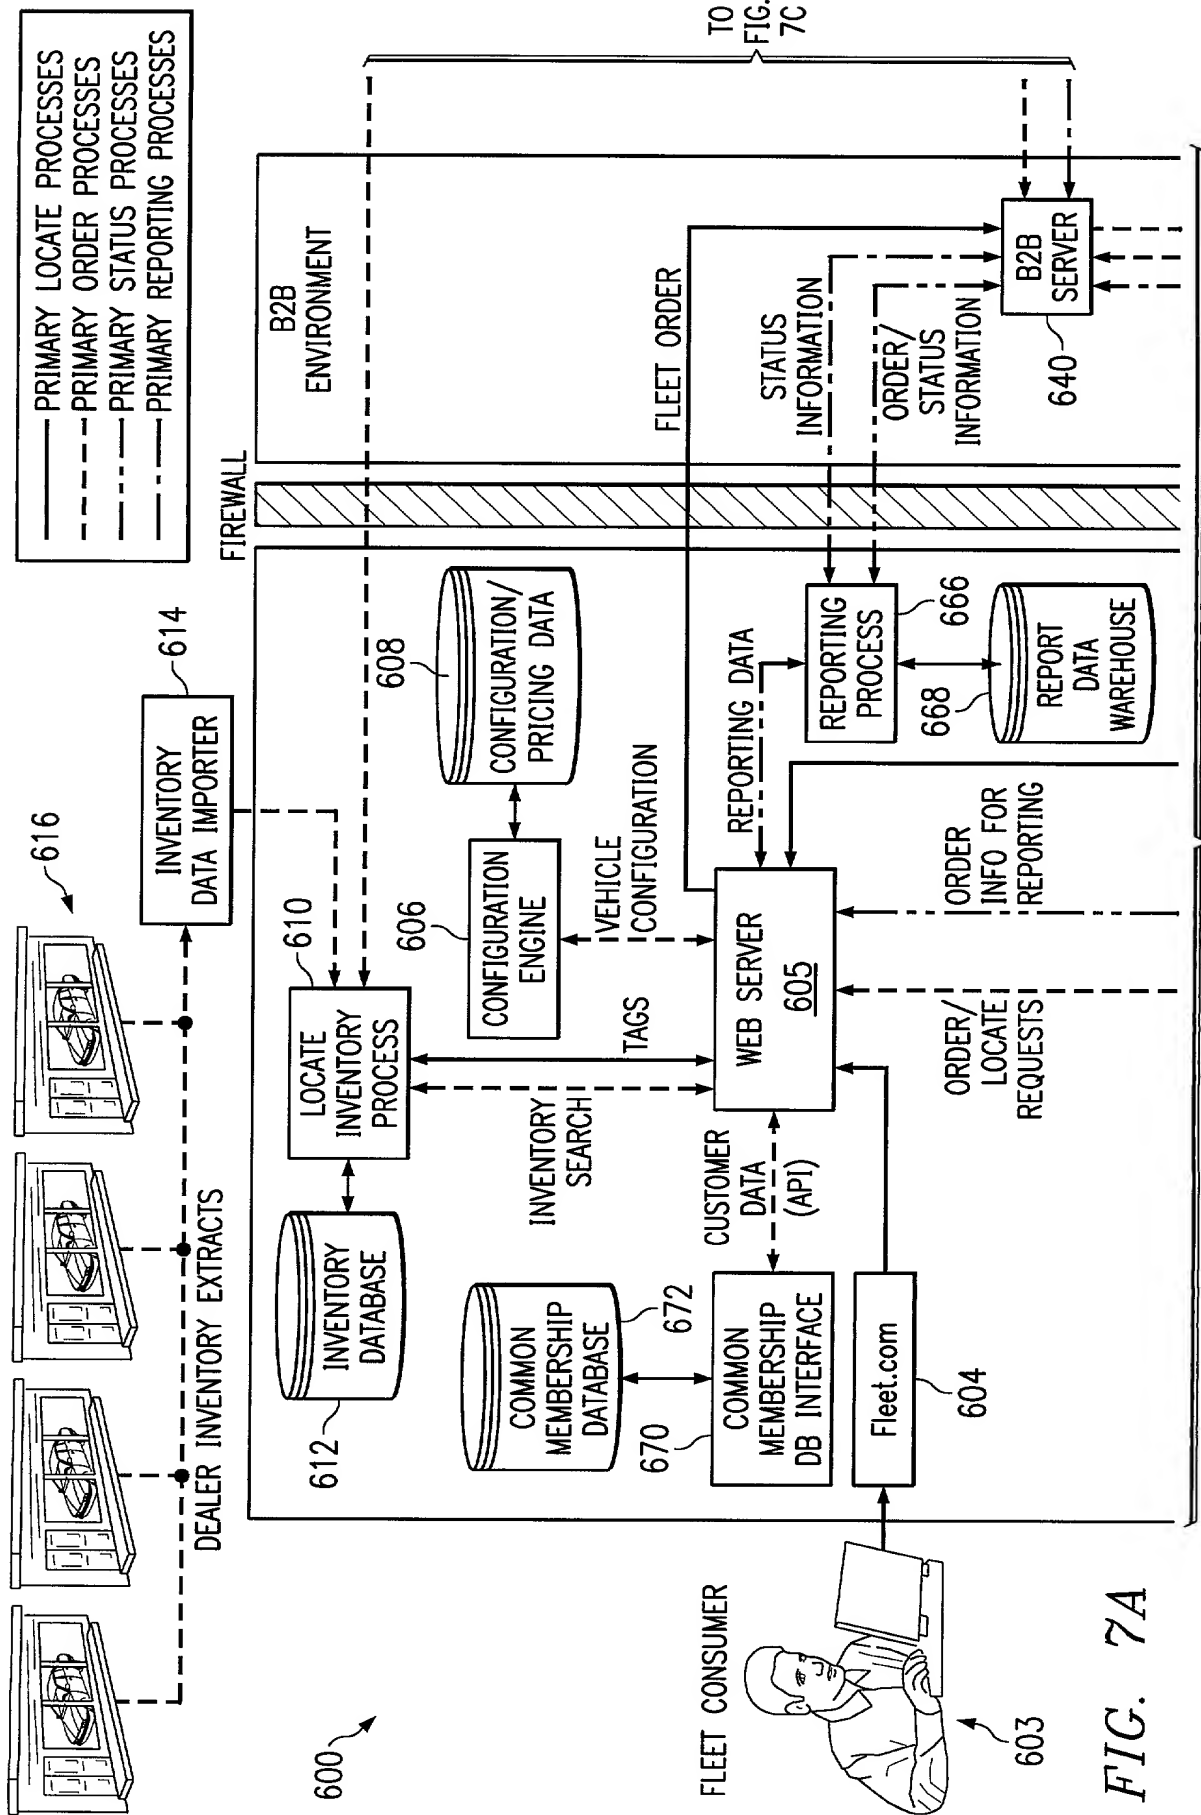 PRIMARY LOCATE PROCESSES
PRIMARY ORDER PROCESSES
PRIMARY STATUS PROCESSES
PRIMARY REPORTING PROCESSES
616
DEALER INVENTORY EXTRACTS
INVENTORY
DATA IMPORTER
614
FIREWALL
B2B
ENVIRONMENT
TO
FIG.
7C
612
INVENTORY
DATABASE
LOCATE
INVENTORY
PROCESS
610
608
CONFIGURATION/
PRICING DATA
606
CONFIGURATION
ENGINE
INVENTORY
SEARCH
TAGS
VEHICLE
CONFIGURATION
FLEET ORDER
600
COMMON
MEMBERSHIP
DATABASE
672
670
COMMON
MEMBERSHIP
DB INTERFACE
CUSTOMER
DATA
(API)
WEB SERVER
605
REPORTING DATA
REPORTING
PROCESS
666
STATUS
INFORMATION
ORDER/
STATUS
INFORMATION
B2B
SERVER
640
FLEET CONSUMER
603
Fleet.com
604
ORDER/
LOCATE
REQUESTS
ORDER
INFO FOR
REPORTING
668
REPORT
DATA
WAREHOUSE
FIG. 7A